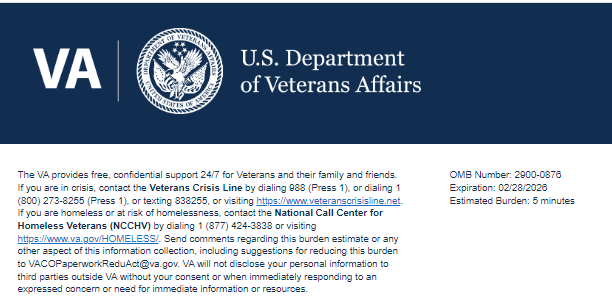 VA
U.S. Department
of Veterans Affairs
The VA provides free, confidential support 24/7 for Veterans and their family and friends.
If you are in crisis, contact the Veterans Crisis Line by dialing 988 (Press 1), or dialing 1
(800) 273-8255 (Press 1), or texting 838255, or visiting https://www.veteranscrisisline.net.
If you are homeless or at risk of homelessness, contact the National Call Center for
Homeless Veterans (NCCHV) by dialing 1 (877) 424-3838 or visiting
https://www.va.gov/HOMELESS/. Send comments regarding this burden estimate or any
other aspect of this information collection, including suggestions for reducing this burden
to VACOPaperworkReduAct@va.gov. VA will not disclose your personal information to
third parties outside VA without your consent or when immediately responding to an
expressed concern or need for immediate information or resources.
OMB Number: 2900-0876
Expiration: 02/28/2026
Estimated Burden: 5 minutes